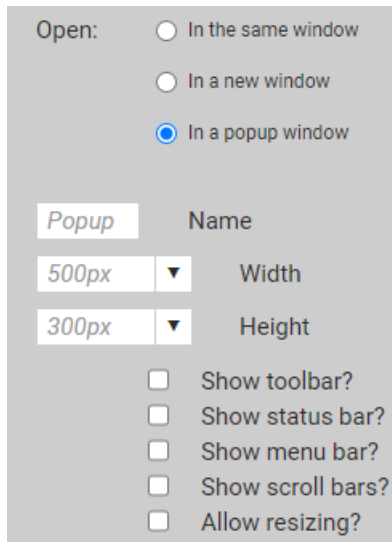 Open: In the same window
In a new window
In a popup window
Popup Name
500px Width
300px Height
Show toolbar?
Show status bar?
Show menu bar?
Show scroll bars?
Allow resizing?